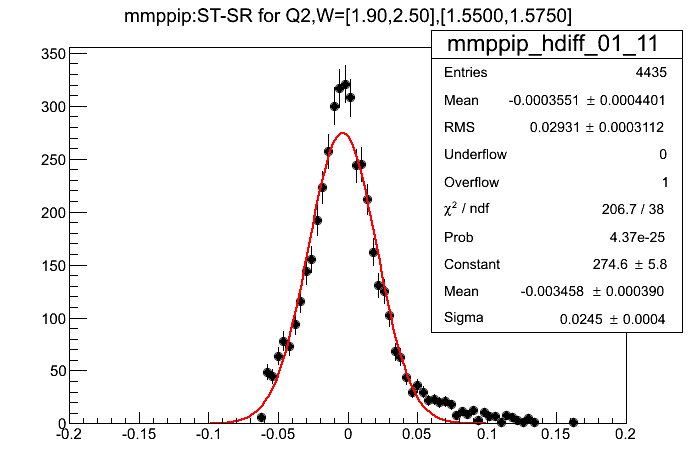 mmppip:ST-SR for Q2,W=[1.90,2.50],[1.5500,1.5750]
mmppip_hdiff_01_11
Entries 4435
Mean -0.0003551 ± 0.0004401
RMS 0.02931 ± 0.0003112
Underflow 0
Overflow 1
χ² / ndf 206.7 / 38
Prob 4.37e-25
Constant 274.6 ± 5.8
Mean -0.003458 ± 0.000390
Sigma 0.0245 ± 0.0004
350
300
250
200
150
100
50
0
-0.2 -0.15 -0.1 -0.05 0 0.05 0.1 0.15 0.2